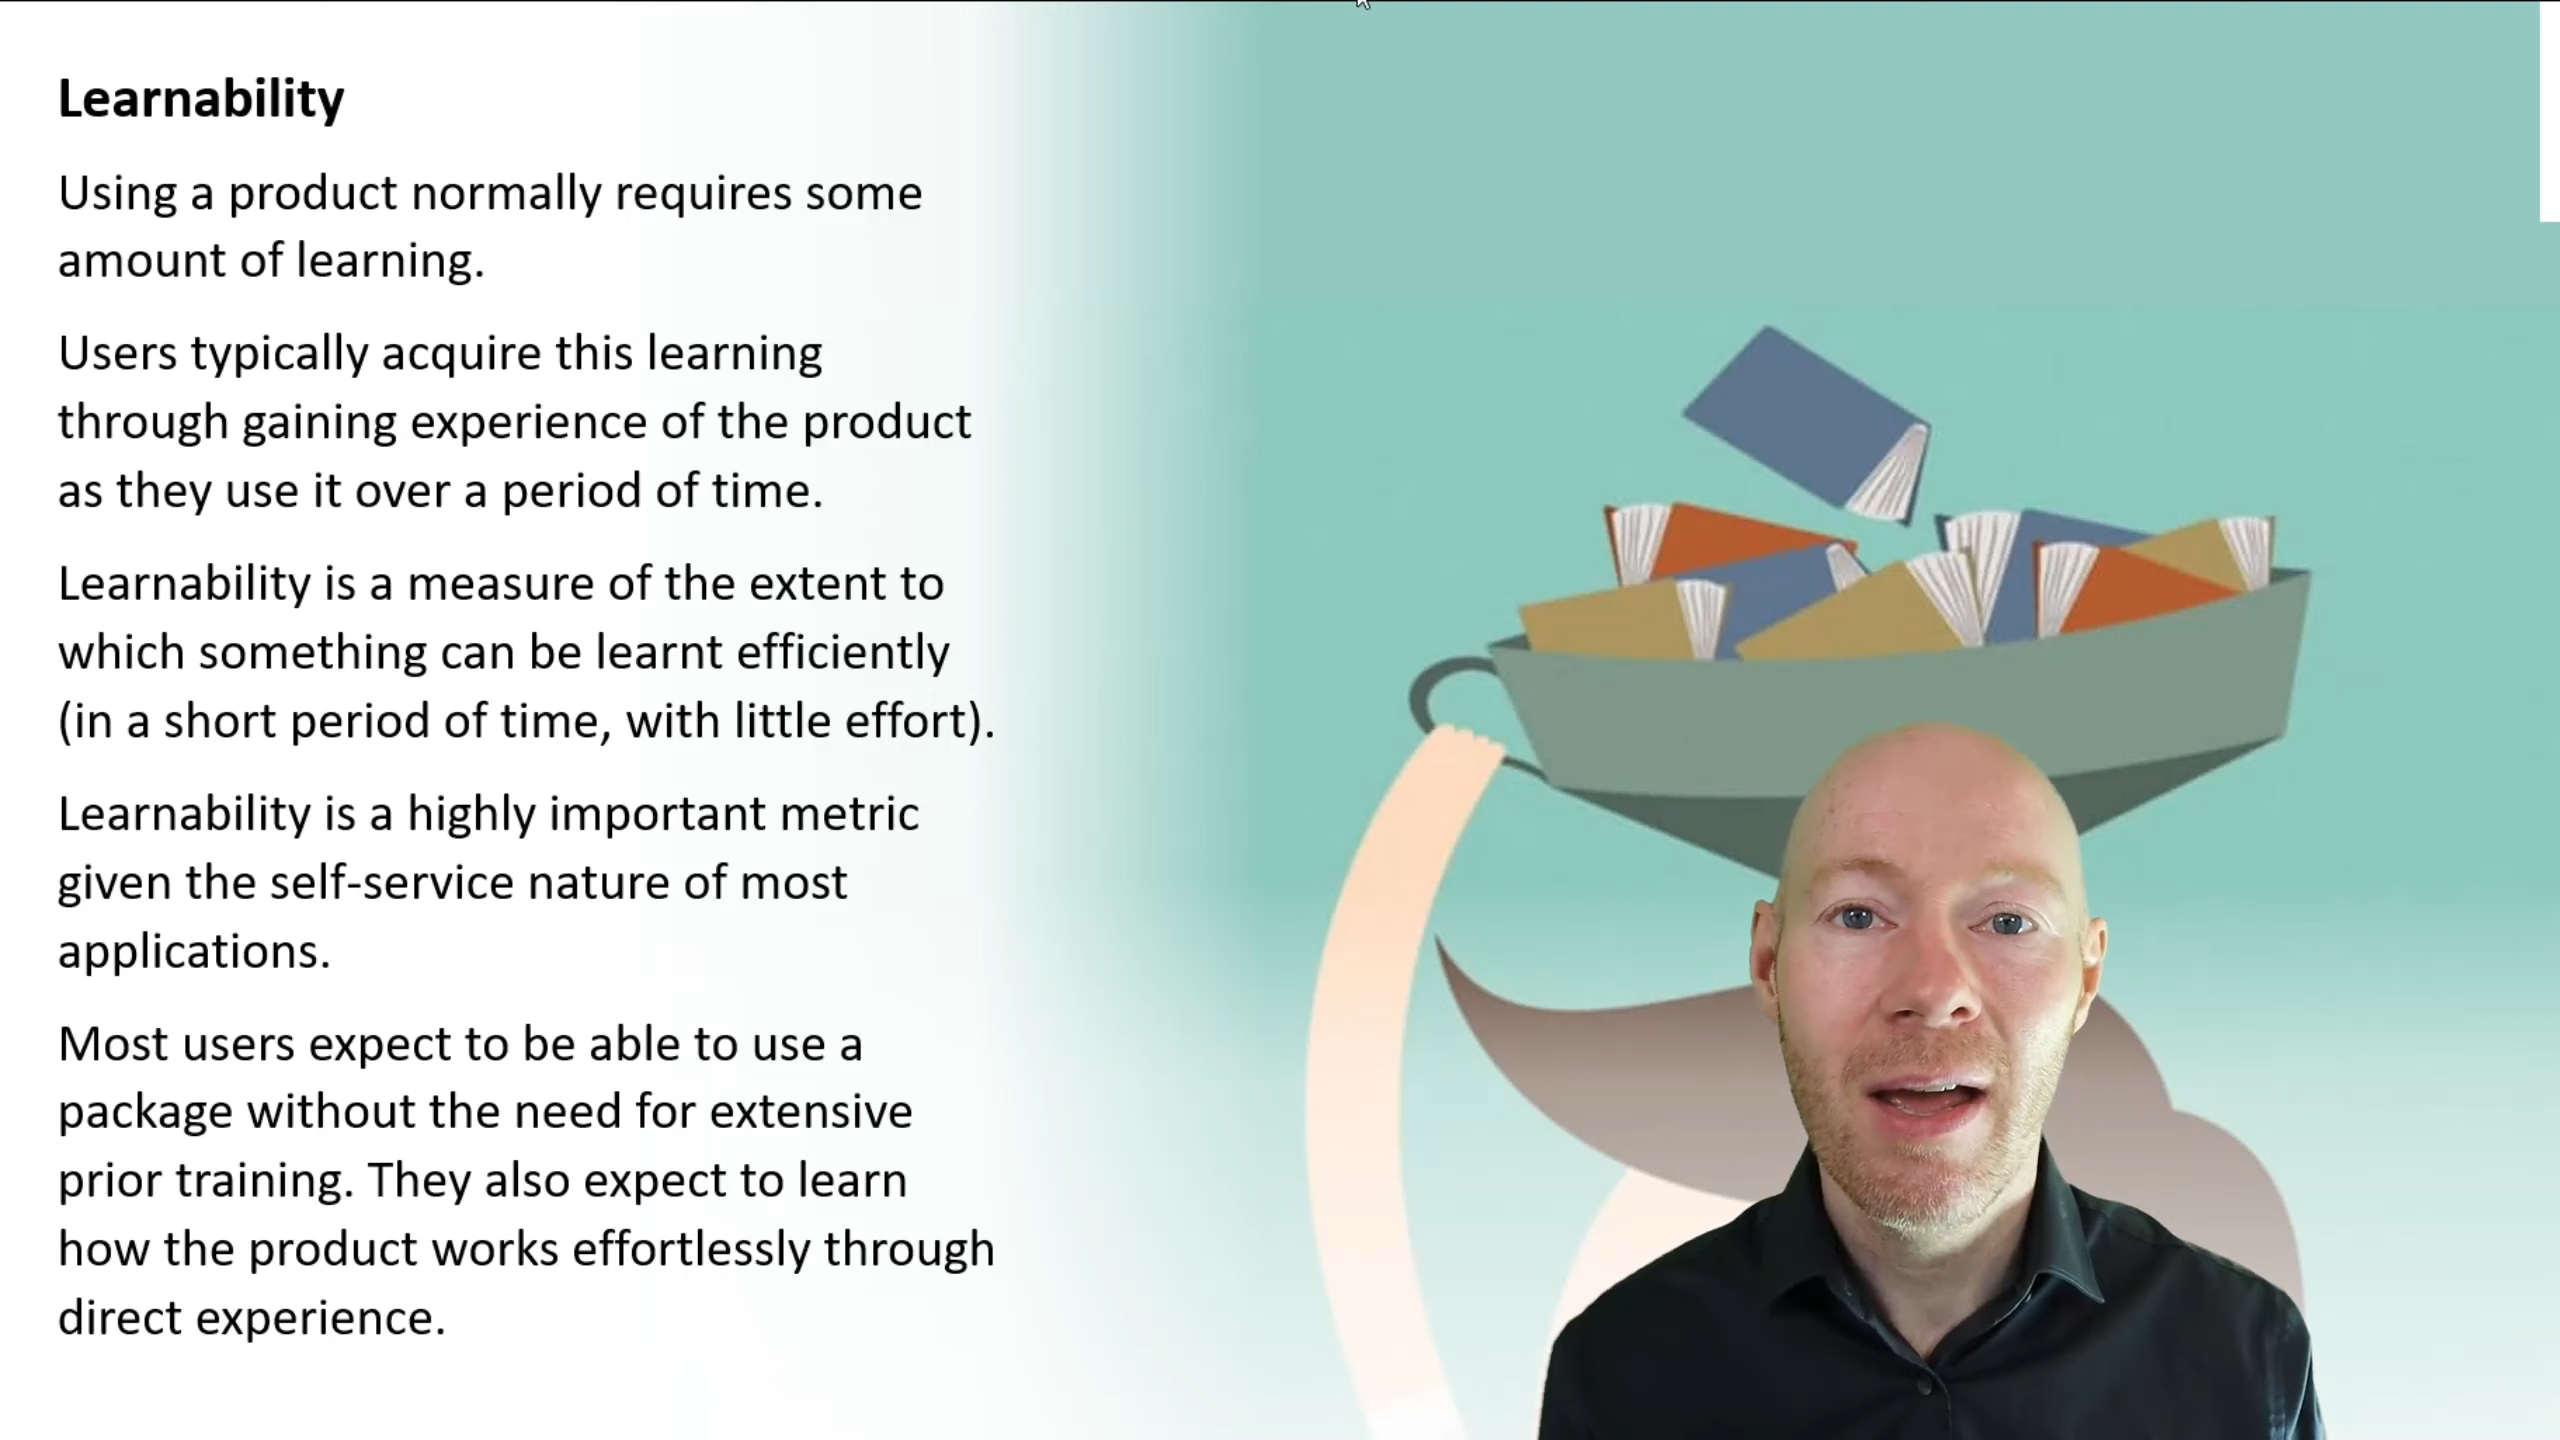 Learnability
Using a product normally requires some
amount of learning.
Users typically acquire this learning
through gaining experience of the product
as they use it over a period of time.
Learnability is a measure of the extent to
which something can be learnt efficiently
(in a short period of time, with little effort).
Learnability is a highly important metric
given the self-service nature of most
applications.
Most users expect to be able to use a
package without the need for extensive
prior training. They also expect to learn
how the product works effortlessly through
direct experience.